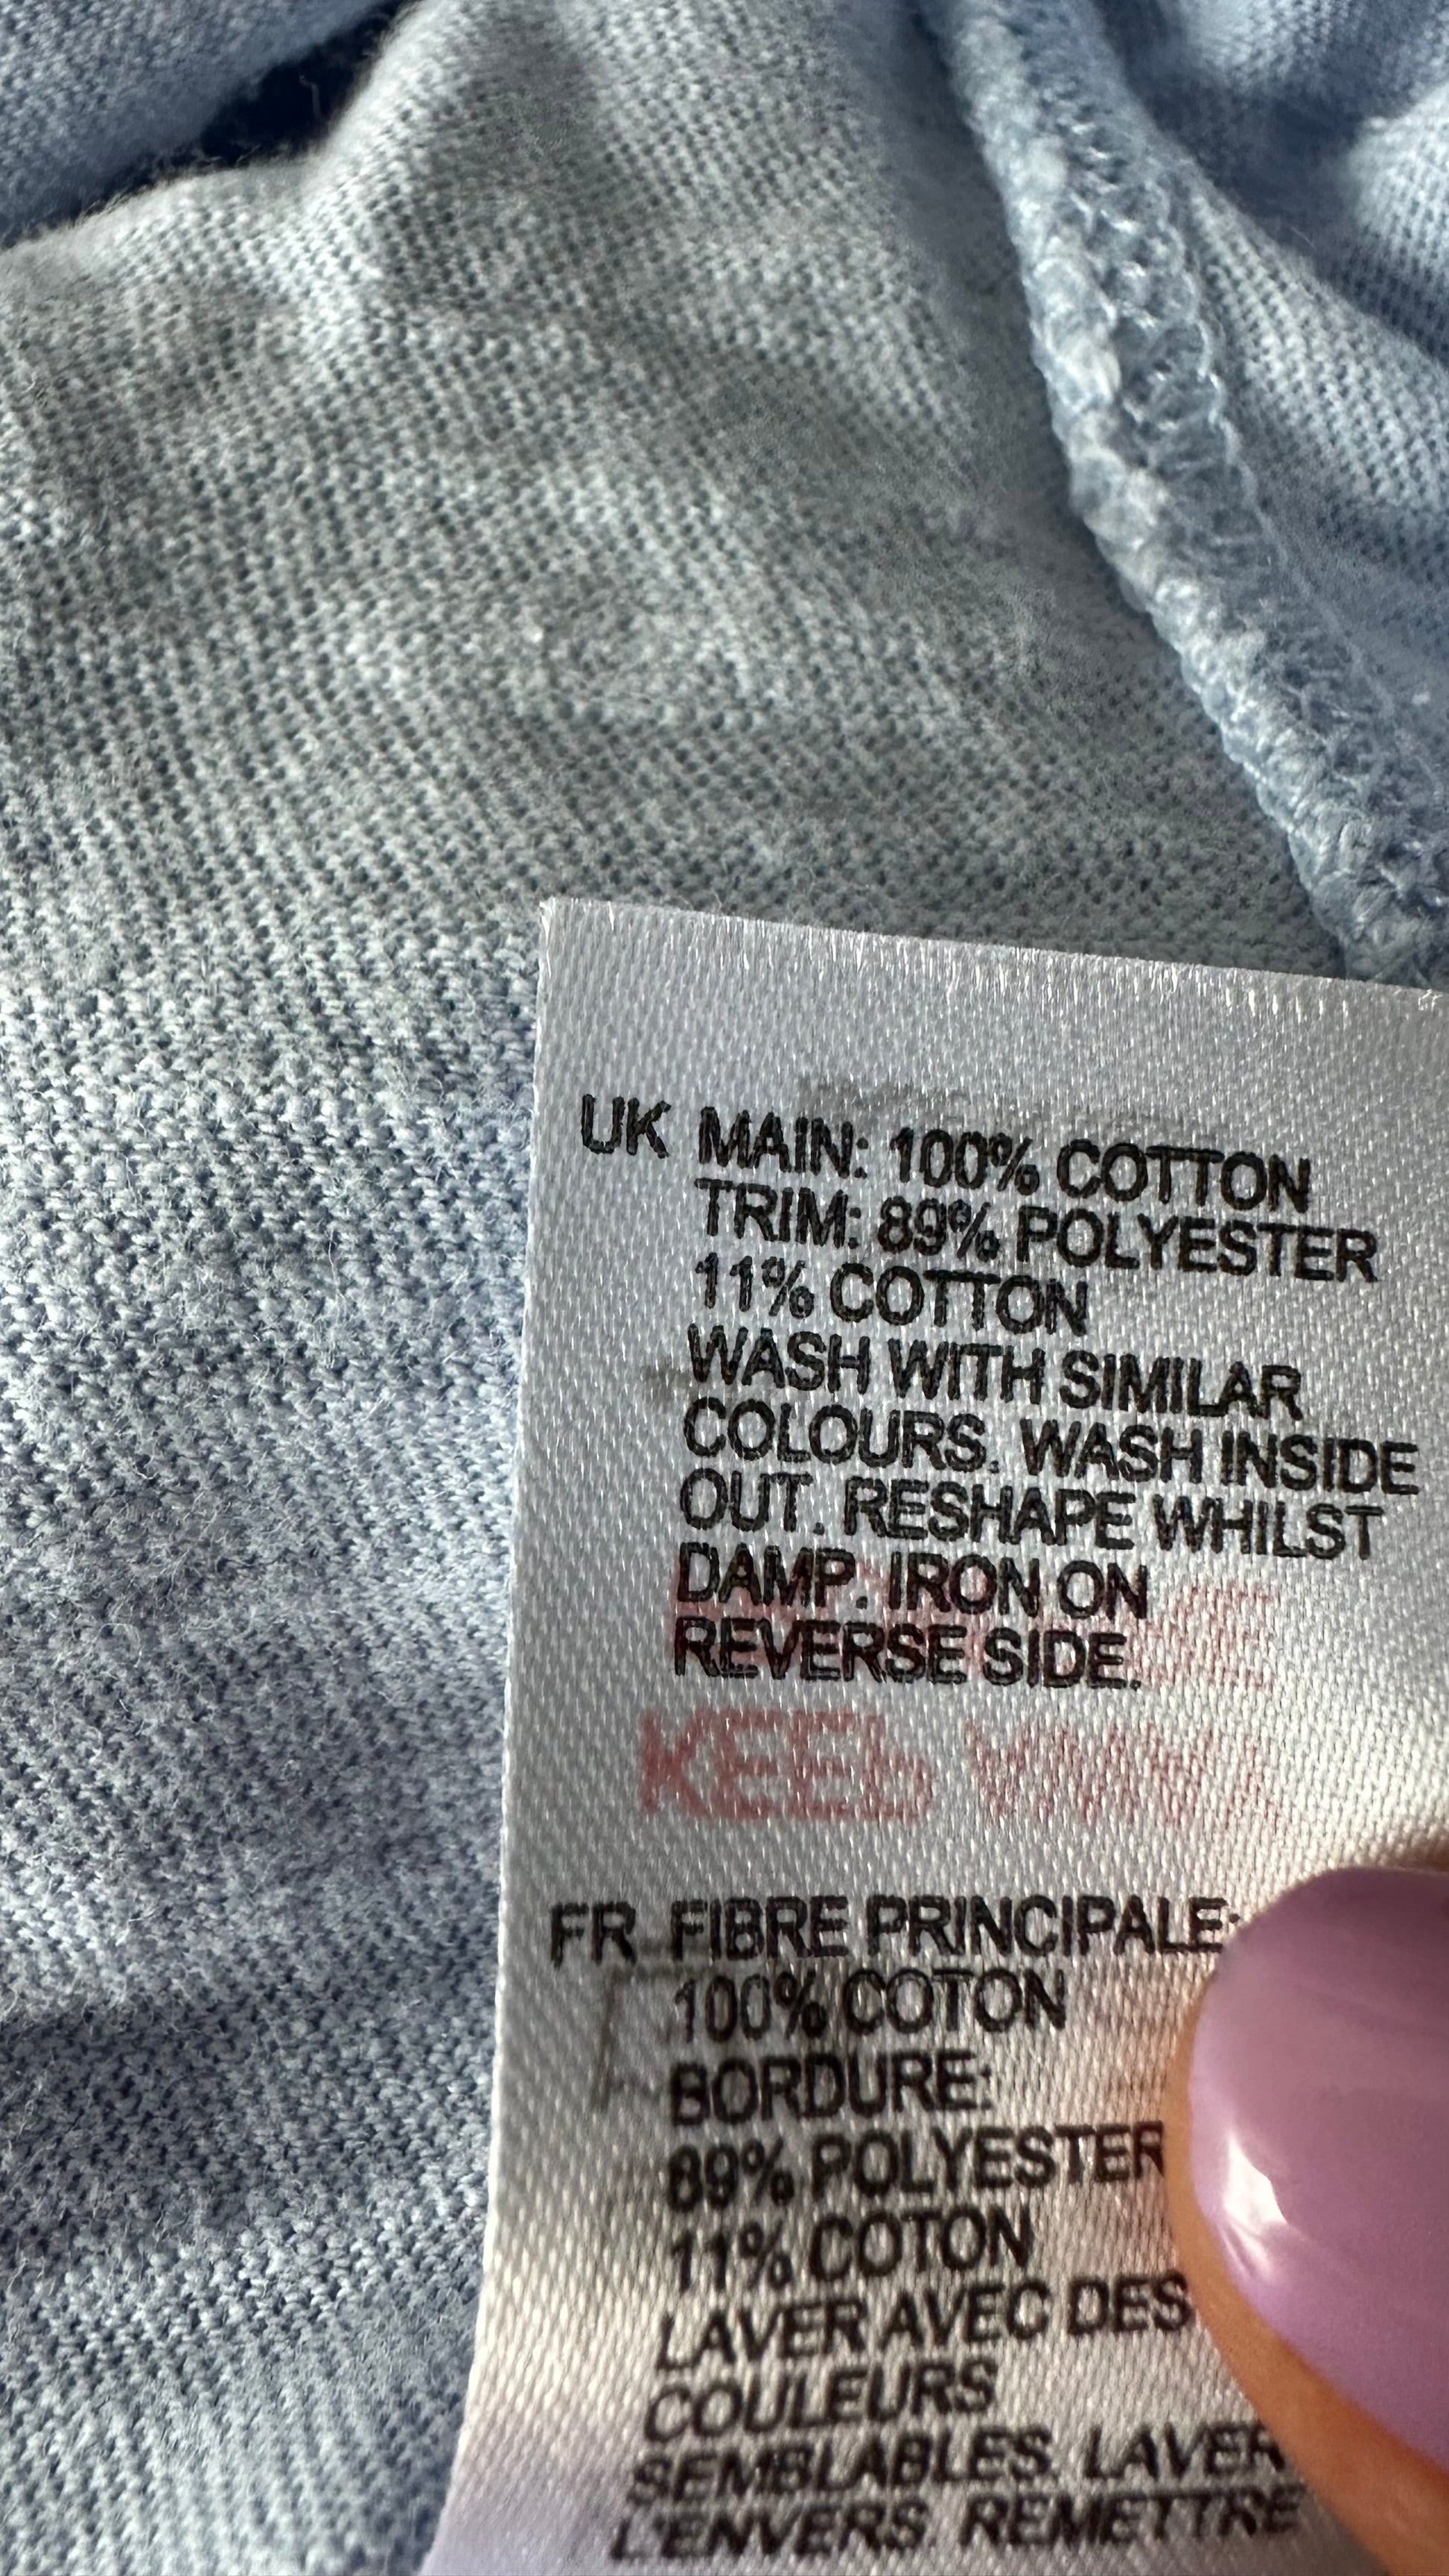 UK MAIN: 100% COTTON
TRIM: 89% POLYESTER
11% COTTON
WASH WITH SIMILAR
COLOURS. WASH INSIDE
OUT. RESHAPE WHILST
DAMP. IRON ON
REVERSE SIDE.
KEEP AWA
FR FIBRE PRINCIPALE:
100% COTON
BORDURE:
89% POLYESTER
11% COTON
LAVER AVEC DES
COULEURS
SEMBLABLES. LAVER
L'ENVERS. REMETTRE